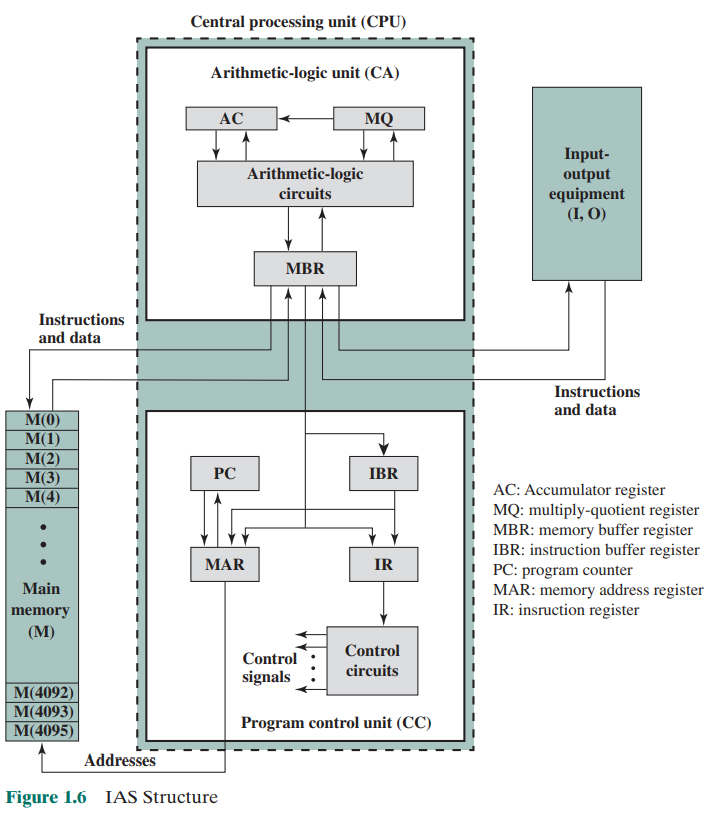 Central processing unit (CPU)
Arithmetic-logic unit (CA)
AC
MQ
Arithmetic-logic
circuits
MBR
Input-
output
equipment
(I, O)
Instructions
and data
Instructions
and data
M(0)
M(1)
M(2)
M(3)
M(4)
Main
memory
(M)
M(4092)
M(4093)
M(4095)
PC
IBR
MAR
IR
Control
signals
Control
circuits
Program control unit (CC)
Addresses
AC: Accumulator register
MQ: multiply-quotient register
MBR: memory buffer register
IBR: instruction buffer register
PC: program counter
MAR: memory address register
IR: insruction register
Figure 1.6 IAS Structure